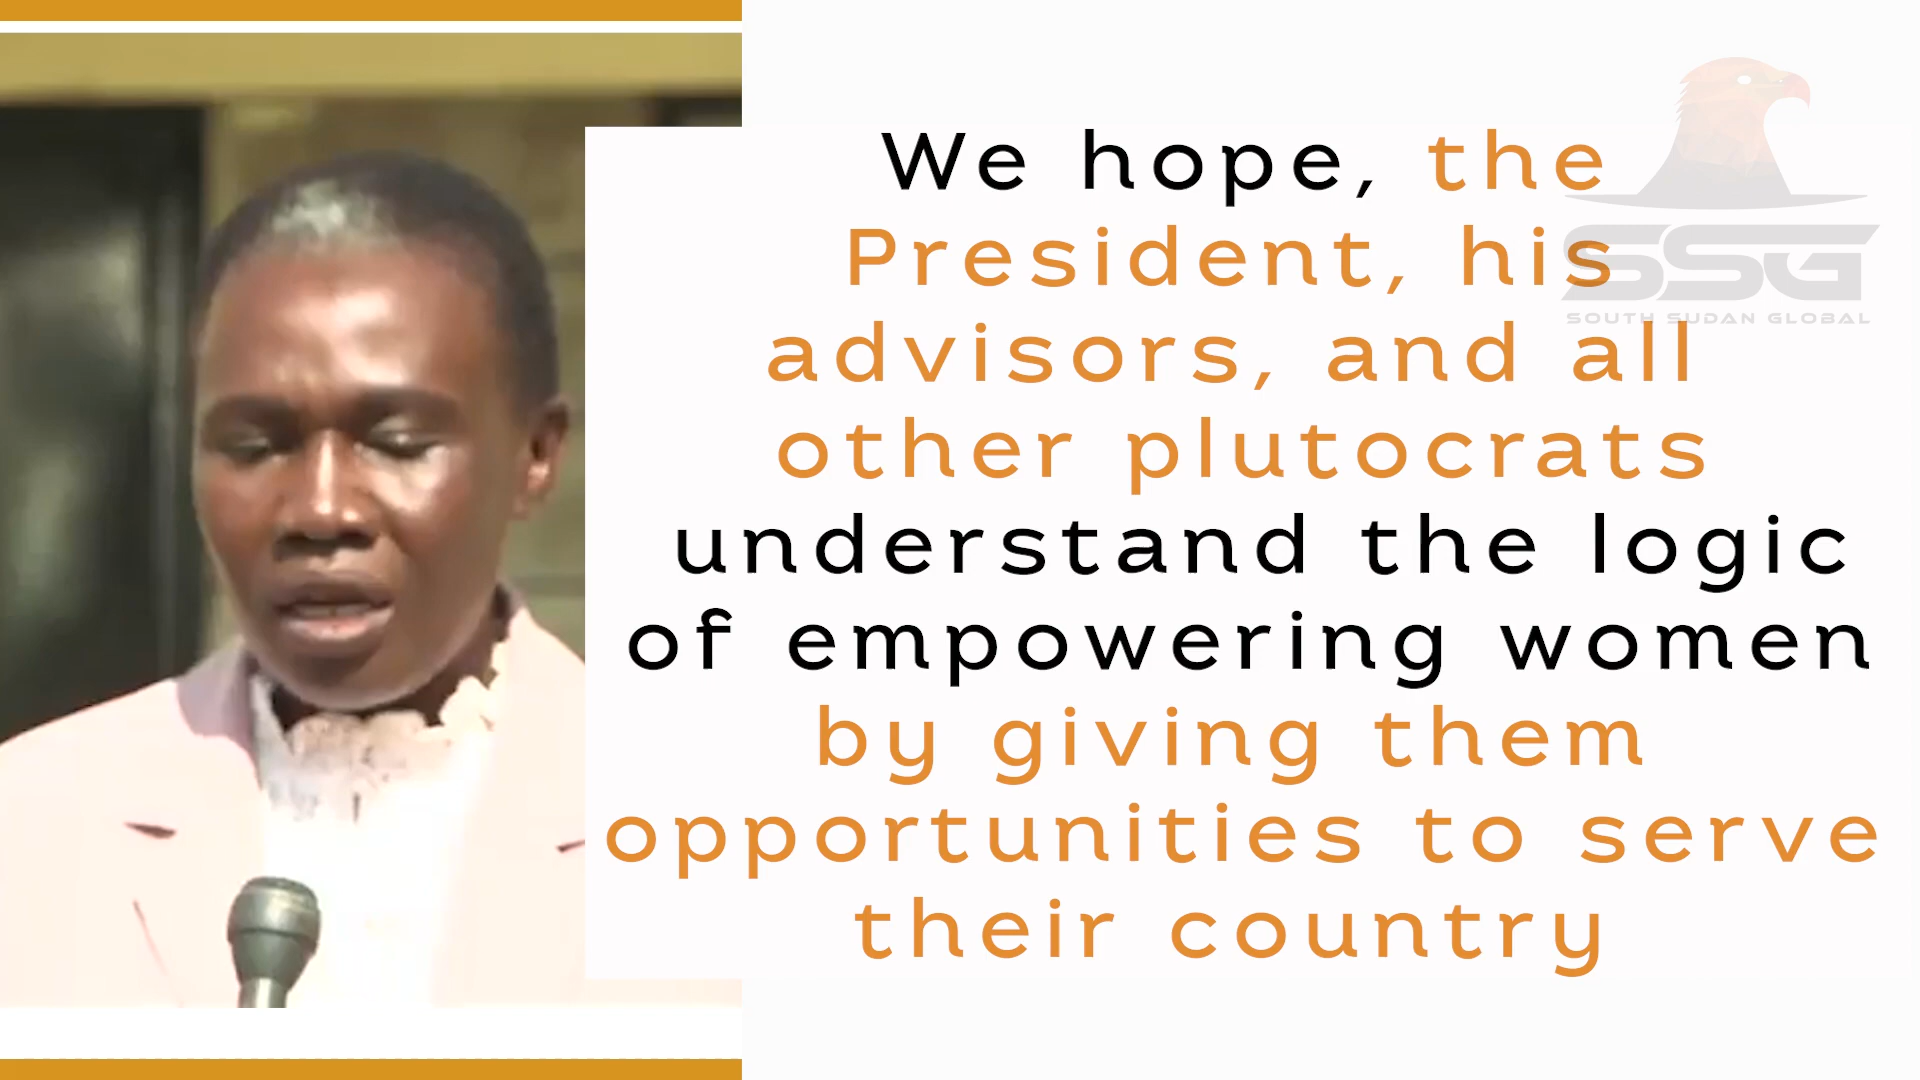 We hope, the
President, his
advisors, and all
other plutocrats
understand the logic
of empowering women
by giving them
opportunities to serve
their country
SSG
SOUTH SUDAN GLOBAL